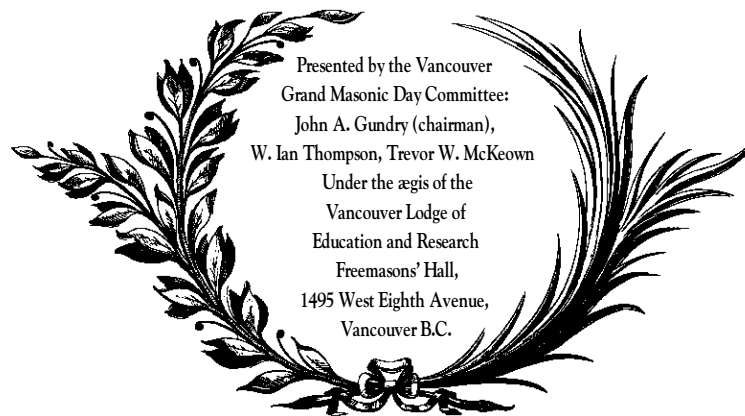 Presented by the Vancouver
Grand Masonic Day Committee:
John A. Gundry (chairman),
W. Ian Thompson, Trevor W. McKeown
Under the ægis of the
Vancouver Lodge of
Education and Research
Freemasons’ Hall,
1495 West Eighth Avenue,
Vancouver B.C.